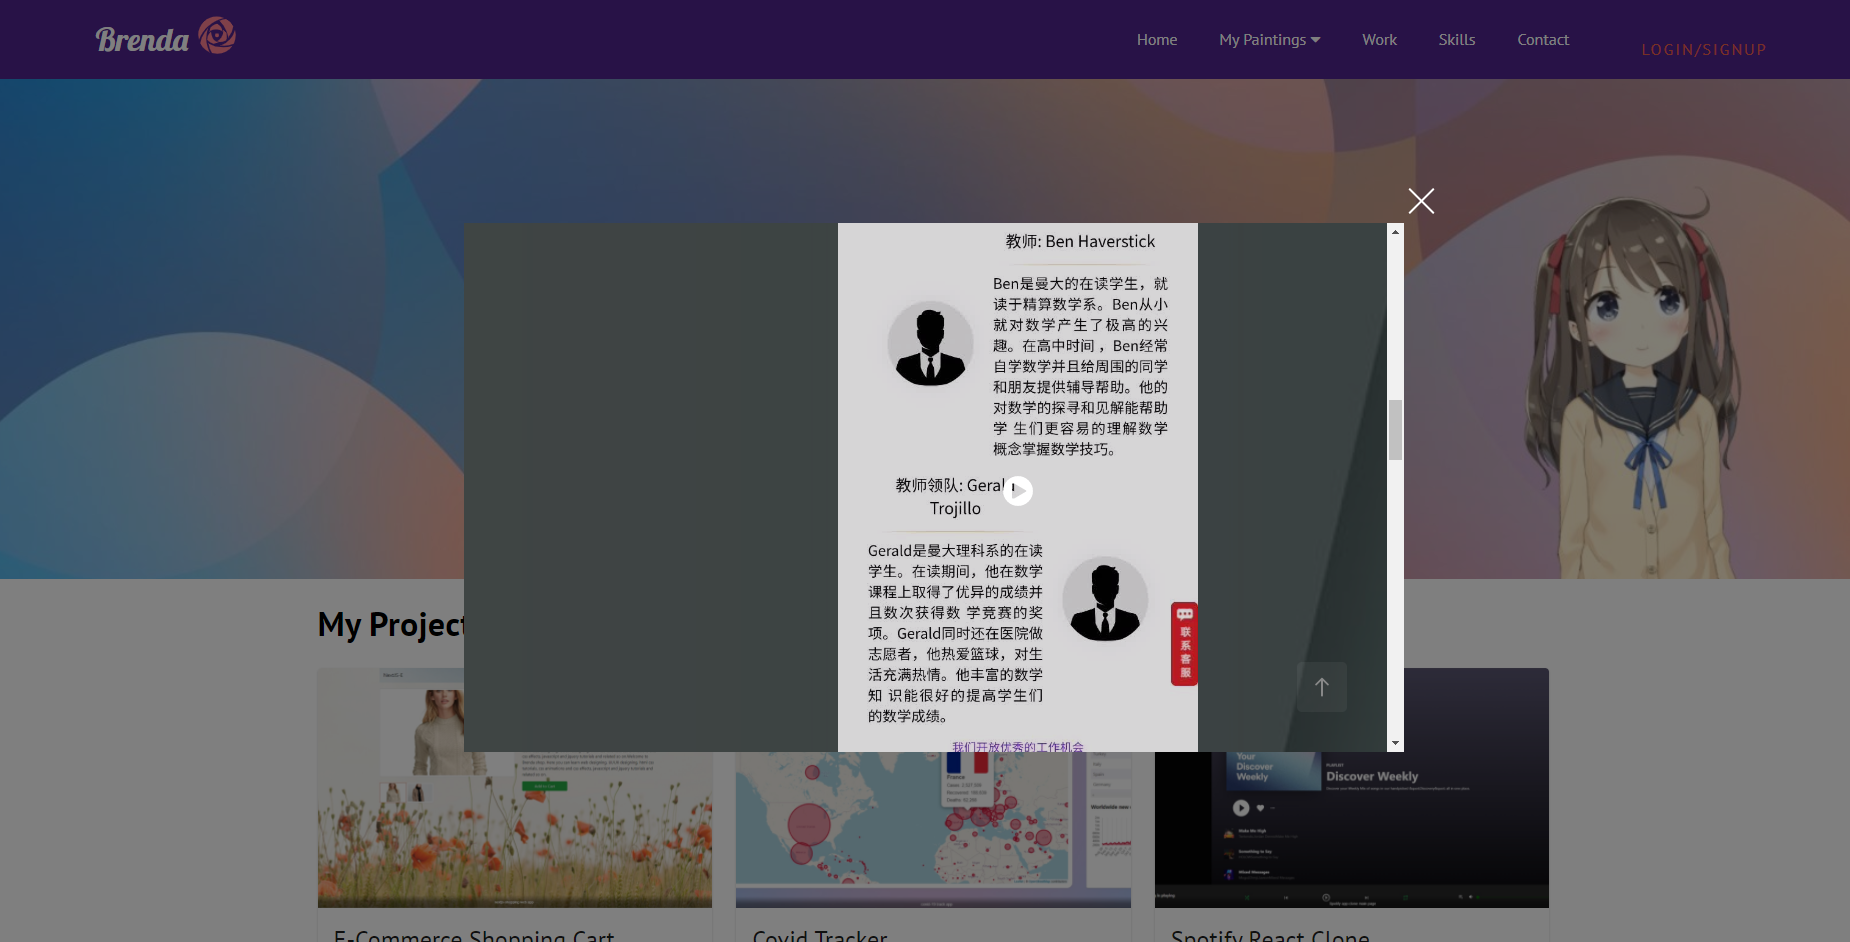 Brenda
Home
My Paintings
Work
Skills
Contact
LOGIN/SIGNUP
教师: Ben Haverstick
Ben是曼大的在读学生，就
读于精算数学系。Ben从小
就对数学产生了极高的兴
趣。在高中时间 ，Ben经常
自学数学并且给周围的同学
和朋友提供辅导帮助。他的
对数学的探寻和见解能帮助
学 生们更容易的理解数学
概念掌握数学技巧。
教师领队: Gerald
Trojillo
Gerald是曼大理科系的在读
学生。在读期间，他在数学
课程上取得了优异的成绩并
且数次获得数 学竞赛的奖
项。Gerald同时还在医院做
志愿者，他热爱篮球，对生
活充满热情。他丰富的数学
知 识能很好的提高学生们
的数学成绩。
联系客服
我们开放优秀的工作机会
My Project
France
Your
Discover
Weekly
PLAYLIST
Discover Weekly
E-Commerce Shopping Cart
Covid Tracker
Spotify React Clone